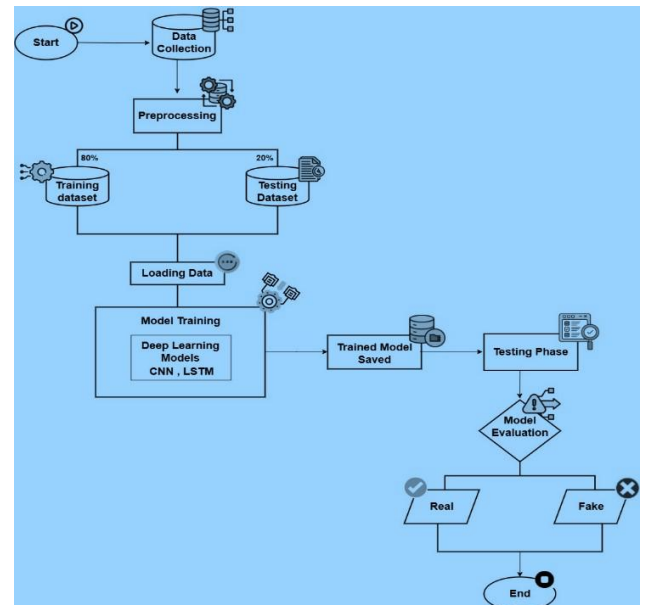 Start
Data
Collection
Preprocessing
80%
20%
Training
dataset
Testing
Dataset
Loading Data
Model Training
Deep Learning
Models
CNN , LSTM
Trained Model
Saved
Testing Phase
Model
Evaluation
Real
Fake
End